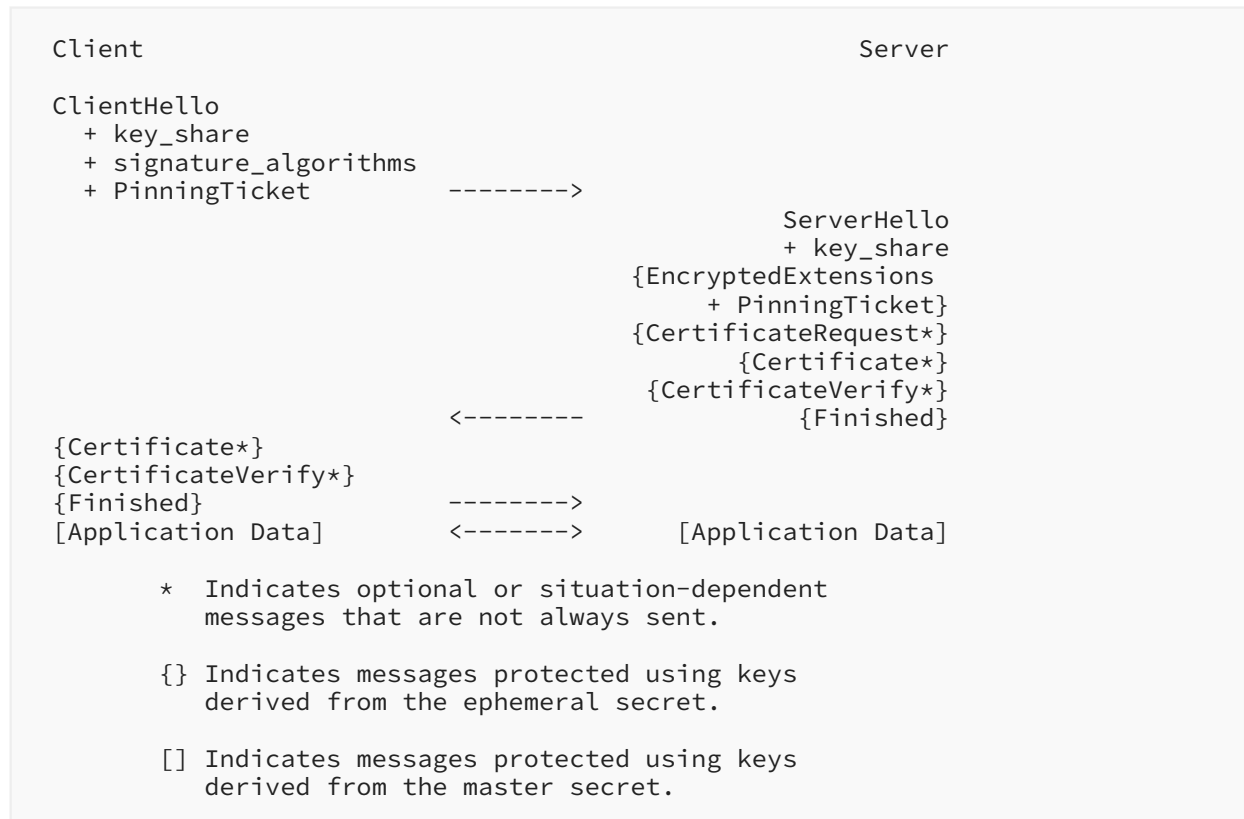 Client                                               Server

ClientHello
  + key_share
  + signature_algorithms
  + PinningTicket         -------->
                                                ServerHello
                                                + key_share
                                      {EncryptedExtensions
                                           + PinningTicket}
                                      {CertificateRequest*}
                                             {Certificate*}
                                       {CertificateVerify*}
                          <--------              {Finished}
{Certificate*}
{CertificateVerify*}
{Finished}                -------->
[Application Data]        <------->      [Application Data]

       *  Indicates optional or situation-dependent
          messages that are not always sent.

       {} Indicates messages protected using keys
          derived from the ephemeral secret.

       [] Indicates messages protected using keys
          derived from the master secret.